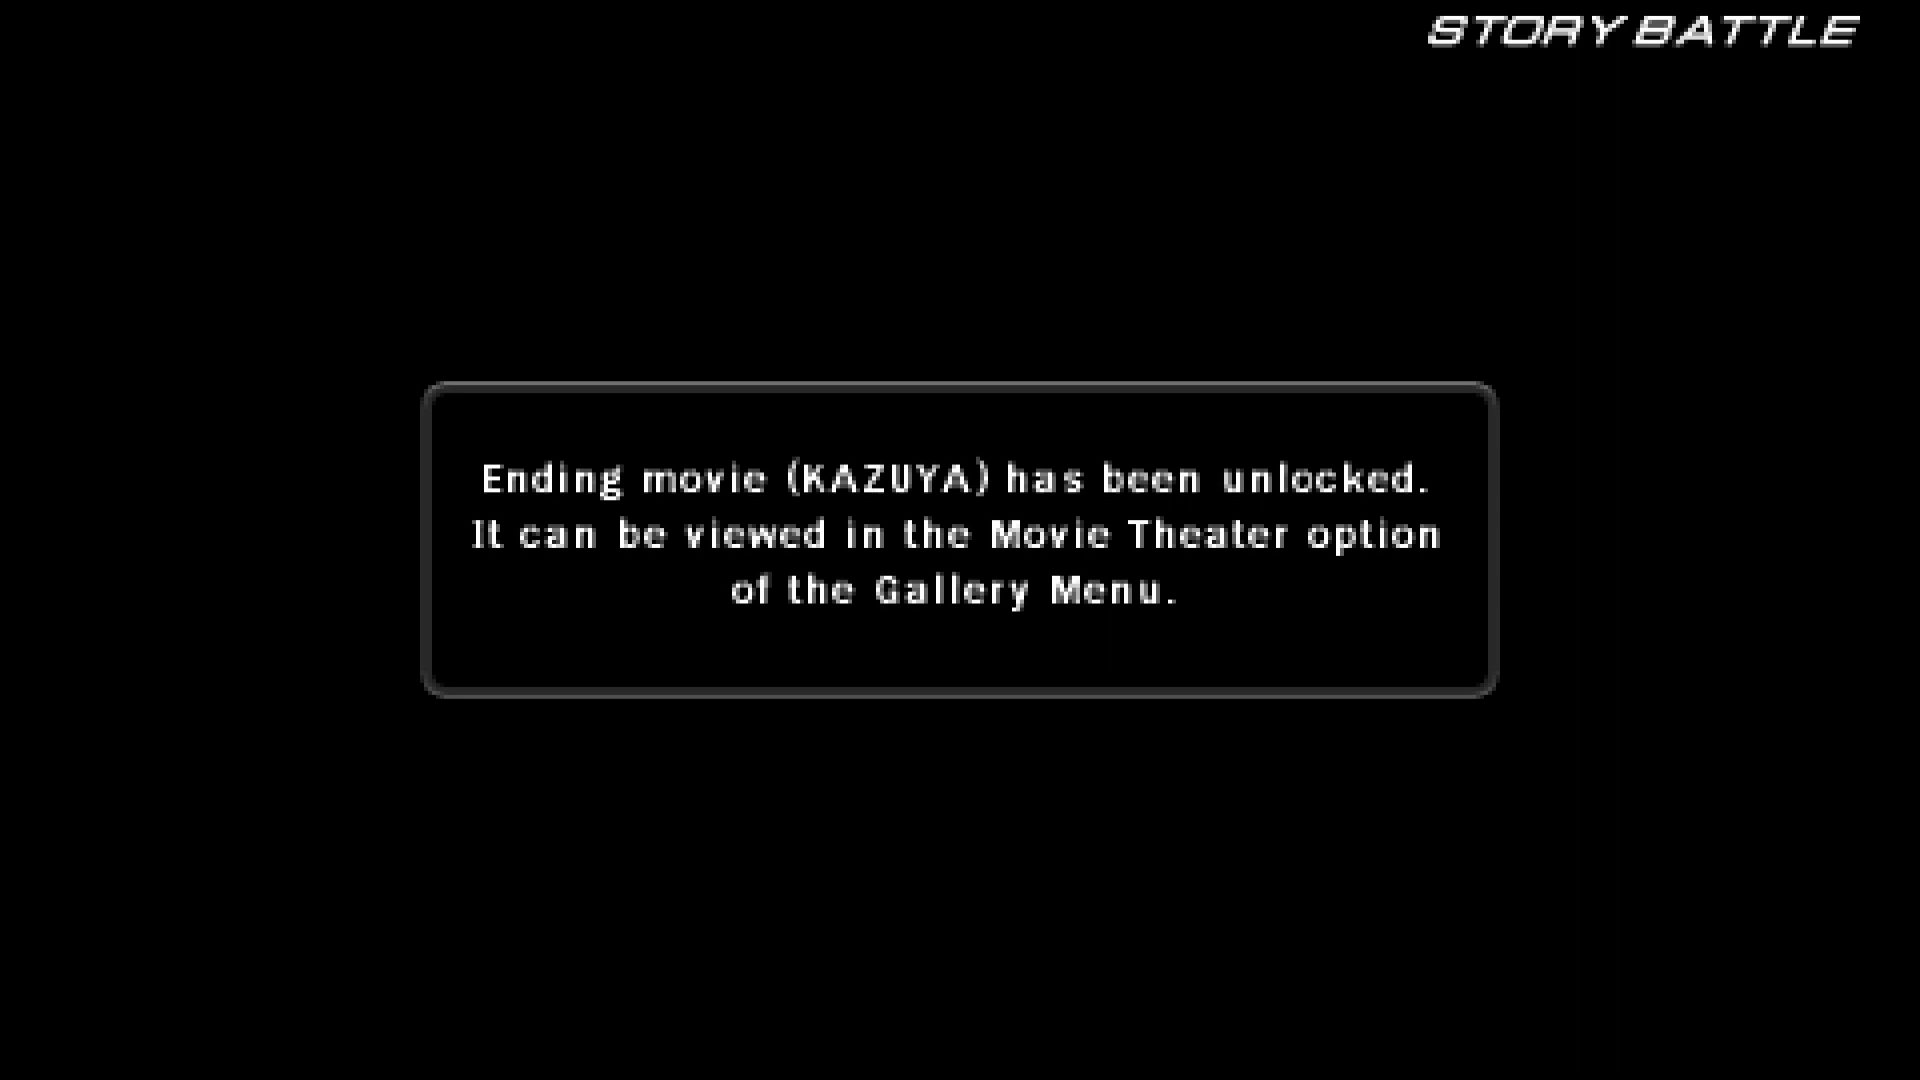 STORY BATTLE
Ending movie (KAZUYA) has been unlocked.
It can be viewed in the Movie Theater option
of the Gallery Menu.